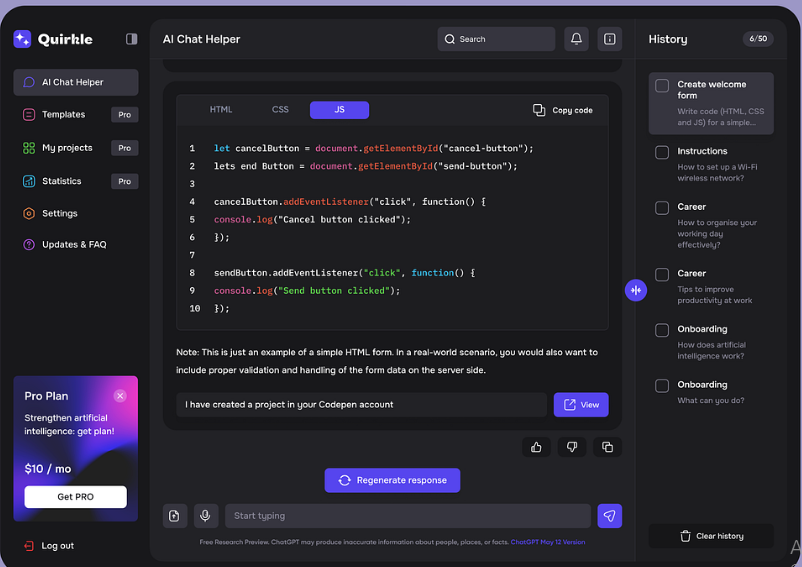 Quirkle
AI Chat Helper
Templates
Pro
My projects
Pro
Statistics
Pro
Settings
Updates & FAQ
Pro Plan
Strengthen artificial
intelligence: get plan!
$10 / mo
Get PRO
Log out
AI Chat Helper
Search
HTML CSS JS
Copy code
1 let cancelButton = document.getElementById("cancel-button");
2 lets end Button = document.getElementById("send-button");
3
4 cancelButton.addEventListener("click", function() {
5 console.log("Cancel button clicked");
6 });
7
8 sendButton.addEventListener("click", function() {
9 console.log("Send button clicked");
10 });
Note: This is just an example of a simple HTML form. In a real-world scenario, you would also want to
include proper validation and handling of the form data on the server side.
I have created a project in your Codepen account
View
Regenerate response
Start typing
Free Research Preview. ChatGPT may produce inaccurate information about people, places, or facts. ChatGPT May 12 Version
History
6/50
Create welcome
form
Write code (HTML, CSS
and JS) for a simple...
Instructions
How to set up a Wi-Fi
wireless network?
Career
How to organise your
working day
effectively?
Career
Tips to improve
productivity at work
Onboarding
How does artificial
intelligence work?
Onboarding
What can you do?
Clear history